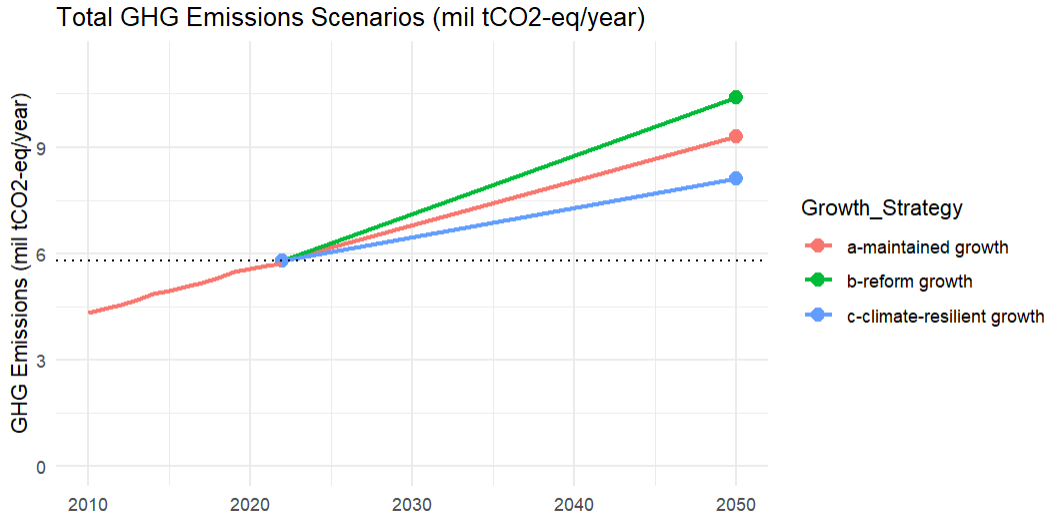 Total GHG Emissions Scenarios (mil tCO2-eq/year)
GHG Emissions (mil tCO2-eq/year)
9
6
3
0
2010
2020
2030
2040
2050
Growth_Strategy
a-maintained growth
b-reform growth
c-climate-resilient growth